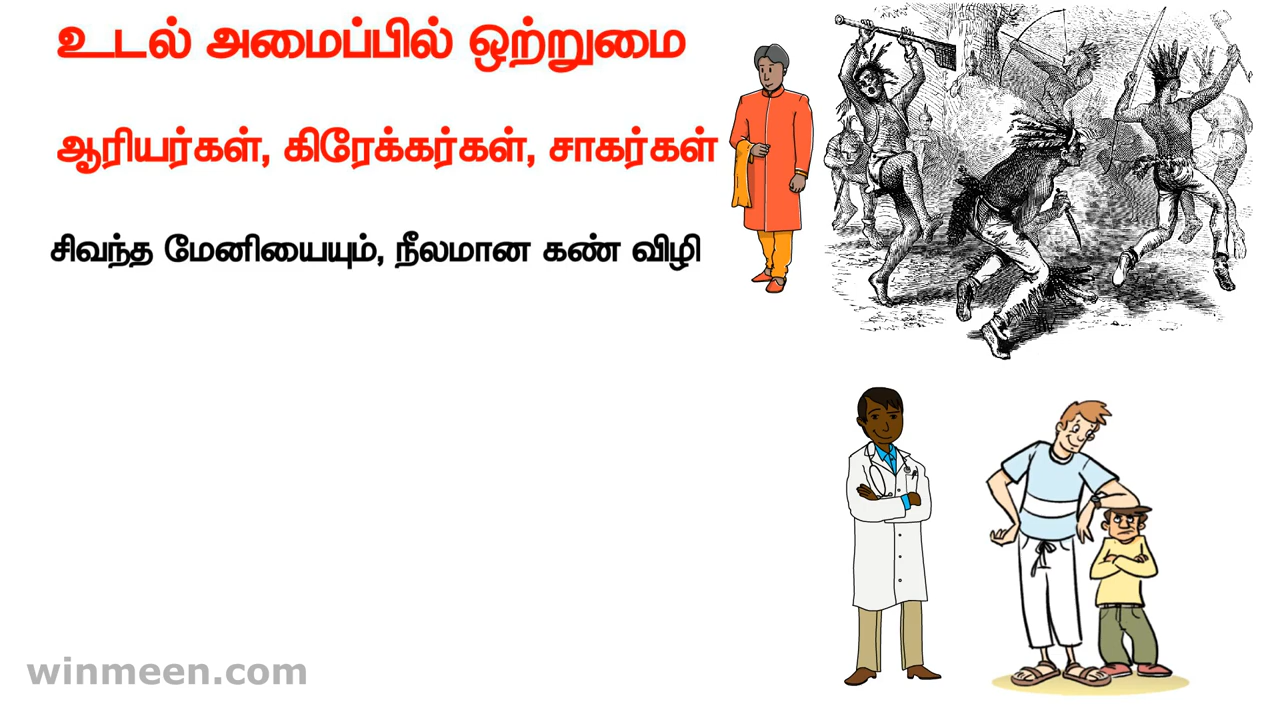 உடல் அமைப்பில் ஒற்றுமை
ஆரியர்கள், கிரேக்கர்கள், சாகர்கள்
சிவந்த மேனியையும், நீலமான கண் விழி
winmeen.com